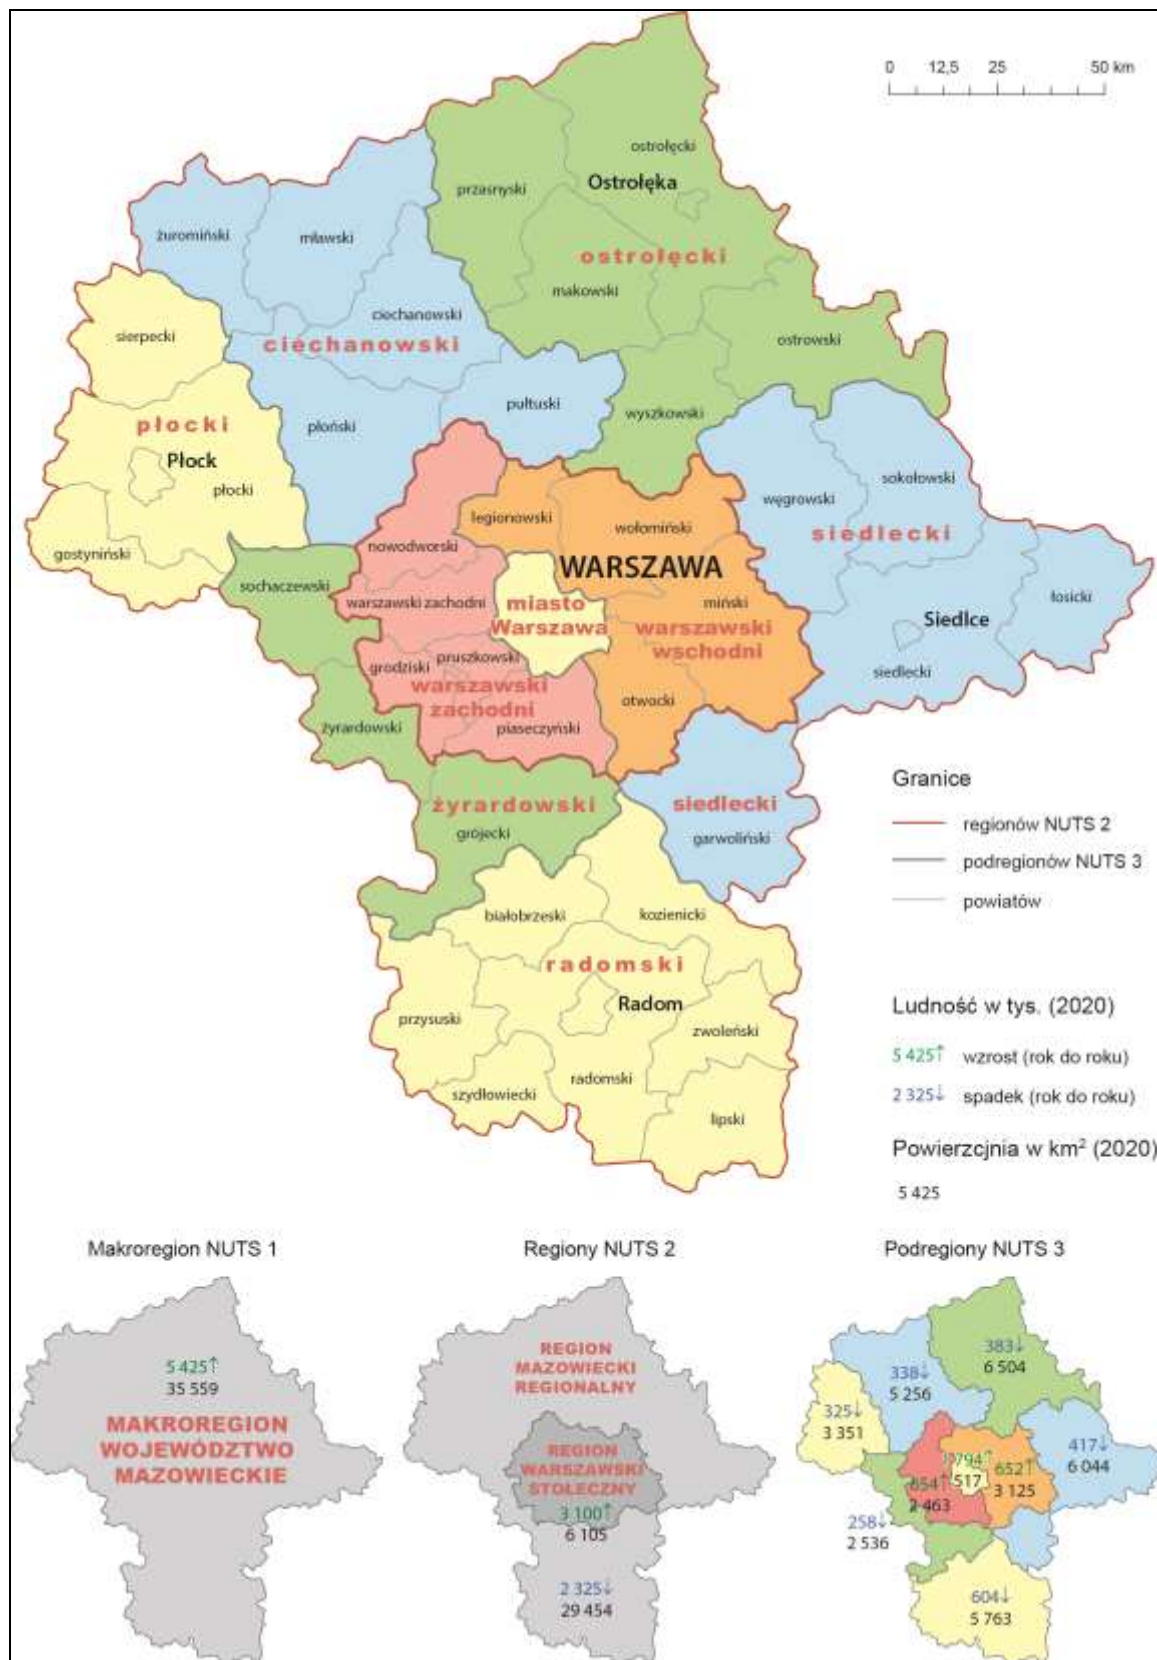 0 12,5 25 50 km
ostrołęcki
Ostrołęka
przasnyski
żuromiński
mławski
ostrołęcki
makowski
ciechanowski
sierpecki
ciechanowski
ostrowski
pułtuski
wyszkowski
płocki
płoński
Płock
płocki
sokołowski
węgrowski
legionowski
wołomiński
siedlecki
nowodworski
gostyniński
WARSZAWA
sochaczewski
warszawski zachodni
miasto
Warszawa
miński
łosicki
Siedlce
warszawski
wschodni
pruszkowski
grodziski
siedlecki
warszawski
zachodni
otwocki
żyrardowski
piaseczyński
Granice
żyrardowski
siedlecki
regionów NUTS 2
grójecki
garwoliński
podregionów NUTS 3
powiatów
białobrzeski
kozienicki
radomski
Radom
Ludność w tys. (2020)
przysuski
zwoleński
5 425↑ wzrost (rok do roku)
radomski
szydłowiecki
2 325↓ spadek (rok do roku)
lipski
Powierzcjnia w km² (2020)
5 425
Makroregion NUTS 1
5 425↑
35 559
MAKROREGION
WOJEWÓDZTWO
MAZOWIECKIE
Regiony NUTS 2
REGION
MAZOWIECKI
REGIONALNY
REGION
WARSZAWSKI
STOŁECZNY
3 100↑
6 105
2 325↓
29 454
Podregiony NUTS 3
383↓
6 504
338↓
5 256
325↓
3 351
417↓
6 044
1 794↑
517
652↑
3 125
654↑
2 463
258↓
2 536
604↓
5 763